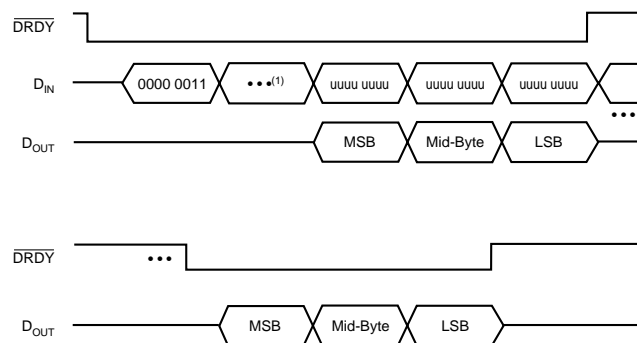 DRDY
DIN 0000 0011 •••(1) uuuu uuuu uuuu uuuu uuuu uuuu
•••
DOUT MSB Mid-Byte LSB
DRDY •••
DOUT MSB Mid-Byte LSB